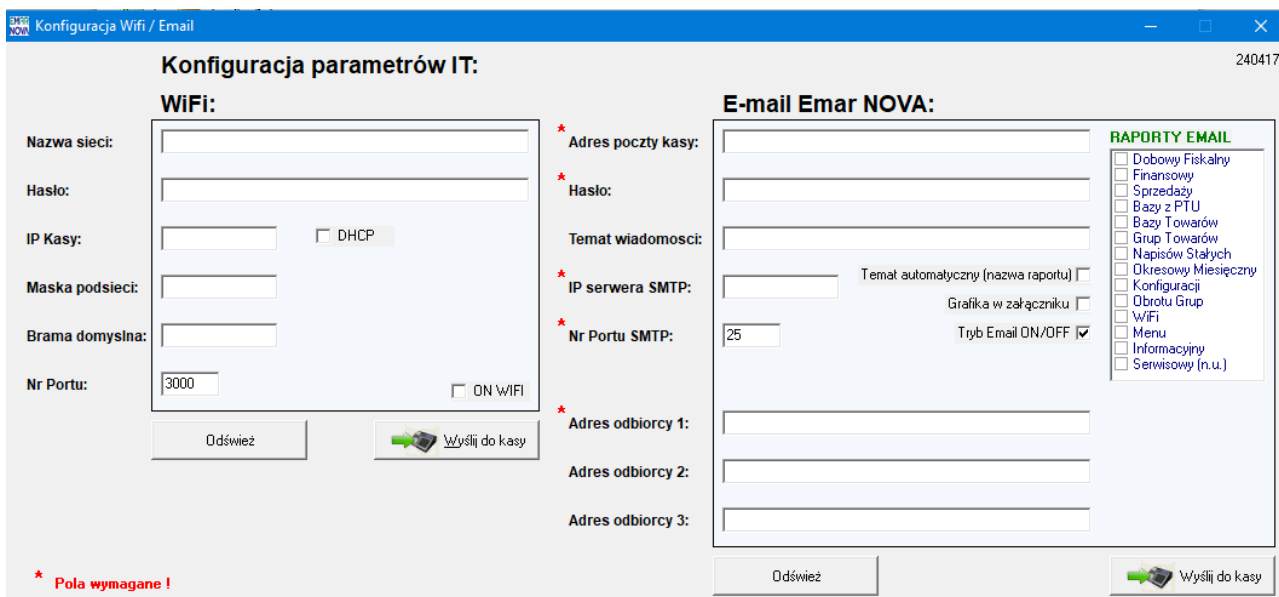 EMAR NOVA Konfiguracja Wifi / Email
Konfiguracja parametrów IT:
240417
WiFi:
Nazwa sieci:
Hasło:
IP Kasy:
DHCP
Maska podsieci:
Brama domyslna:
Nr Portu:
3000
ON WIFI
Odśwież
Wyślij do kasy
E-mail Emar NOVA:
* Adres poczty kasy:
* Hasło:
Temat wiadomosci:
* IP serwera SMTP:
Temat automatyczny (nazwa raportu)
Grafika w załączniku
* Nr Portu SMTP:
25
Tryb Email ON/OFF
* Adres odbiorcy 1:
Adres odbiorcy 2:
Adres odbiorcy 3:
RAPORTY EMAIL
Dobowy Fiskalny
Finansowy
Sprzedaży
Bazy z PTU
Bazy Towarów
Grup Towarów
Napisów Stałych
Okresowy Miesięczny
Konfiguracji
Obrotu Grup
WiFi
Menu
Informacyjny
Serwisowy (n.u.)
Odśwież
Wyślij do kasy
* Pola wymagane !